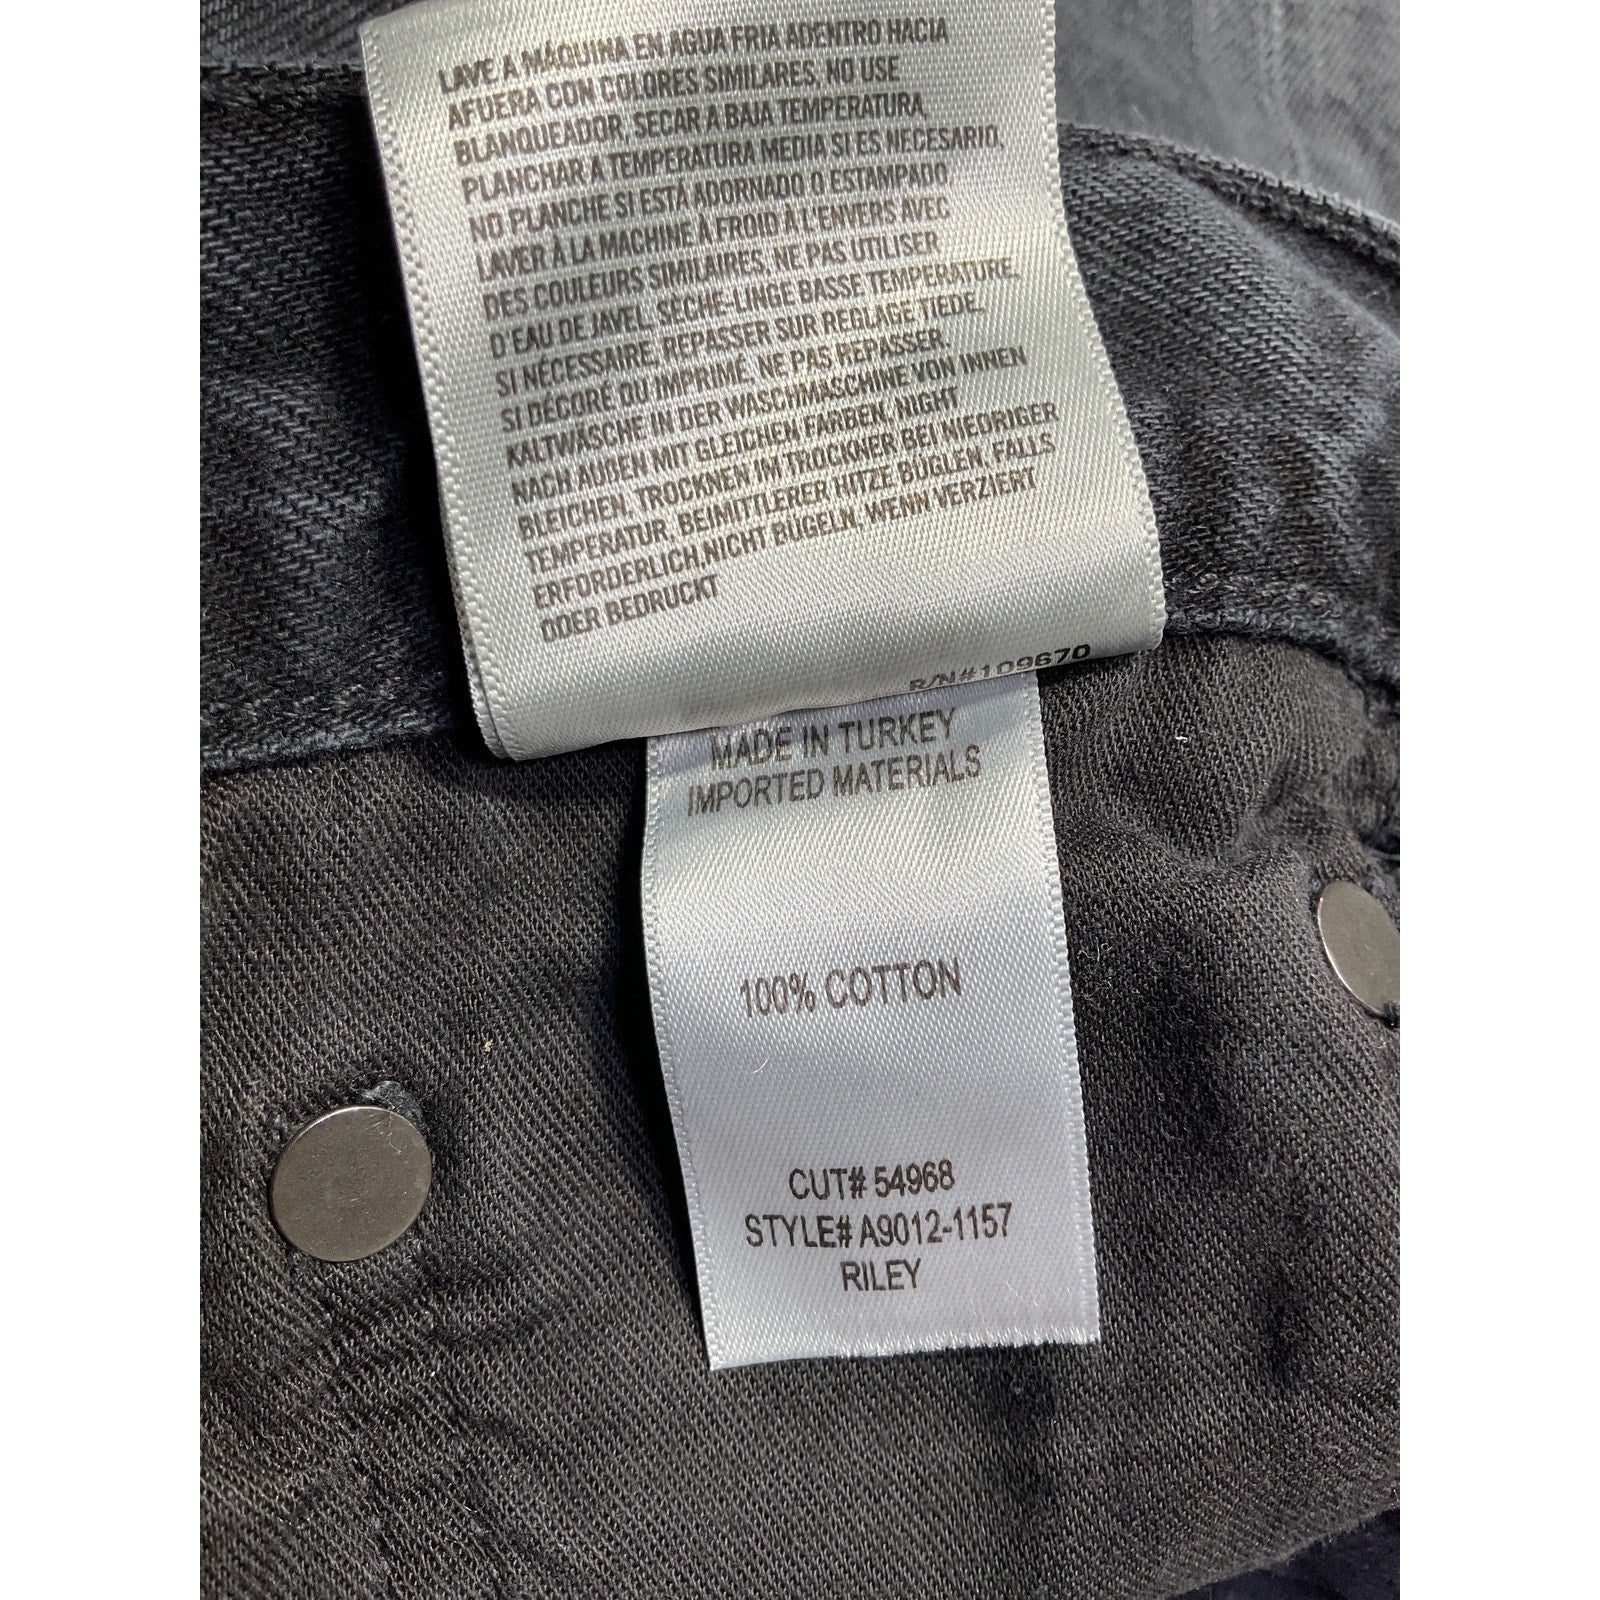 LAVE A MÁQUINA EN AGUA FRIA ADENTRO HACIA
AFUERA CON COLORES SIMILARES, NO USE
BLANQUEADOR, SECAR A BAJA TEMPERATURA,
PLANCHAR A TEMPERATURA MEDIA SI ES NECESARIO,
NO PLANCHE SI ESTÁ ADORNADO O ESTAMPADO
LAVER À LA MACHINE À FROID À L'ENVERS AVEC
DES COULEURS SIMILAIRES, NE PAS UTILISER
D'EAU DE JAVEL, SECHE-LINGE BASSE TEMPERATURE.
SI NÉCESSAIRE, REPASSER SUR REGLAGE TIEDE.
SI DÉCORÉ OU IMPRIMÉ, NE PAS REPASSER.
KALTWÄSCHE IN DER WASCHMASCHINE VON INNEN
NACH AUßEN MIT GLEICHEN FARBEN, NIGHT
BLEICHEN, TROCKNEN IM TROCKNER BEI NIEDRIGER
TEMPERATUR, BEIMITTLERER HITZE BÜGLEN, FALLS
ERFORDERLICH,NICHT BÜGELN, WENN VERZIERT
ODER BEDRUCKT
R/N#109670
MADE IN TURKEY
IMPORTED MATERIALS
100% COTTON
CUT# 54968
STYLE# A9012-1157
RILEY